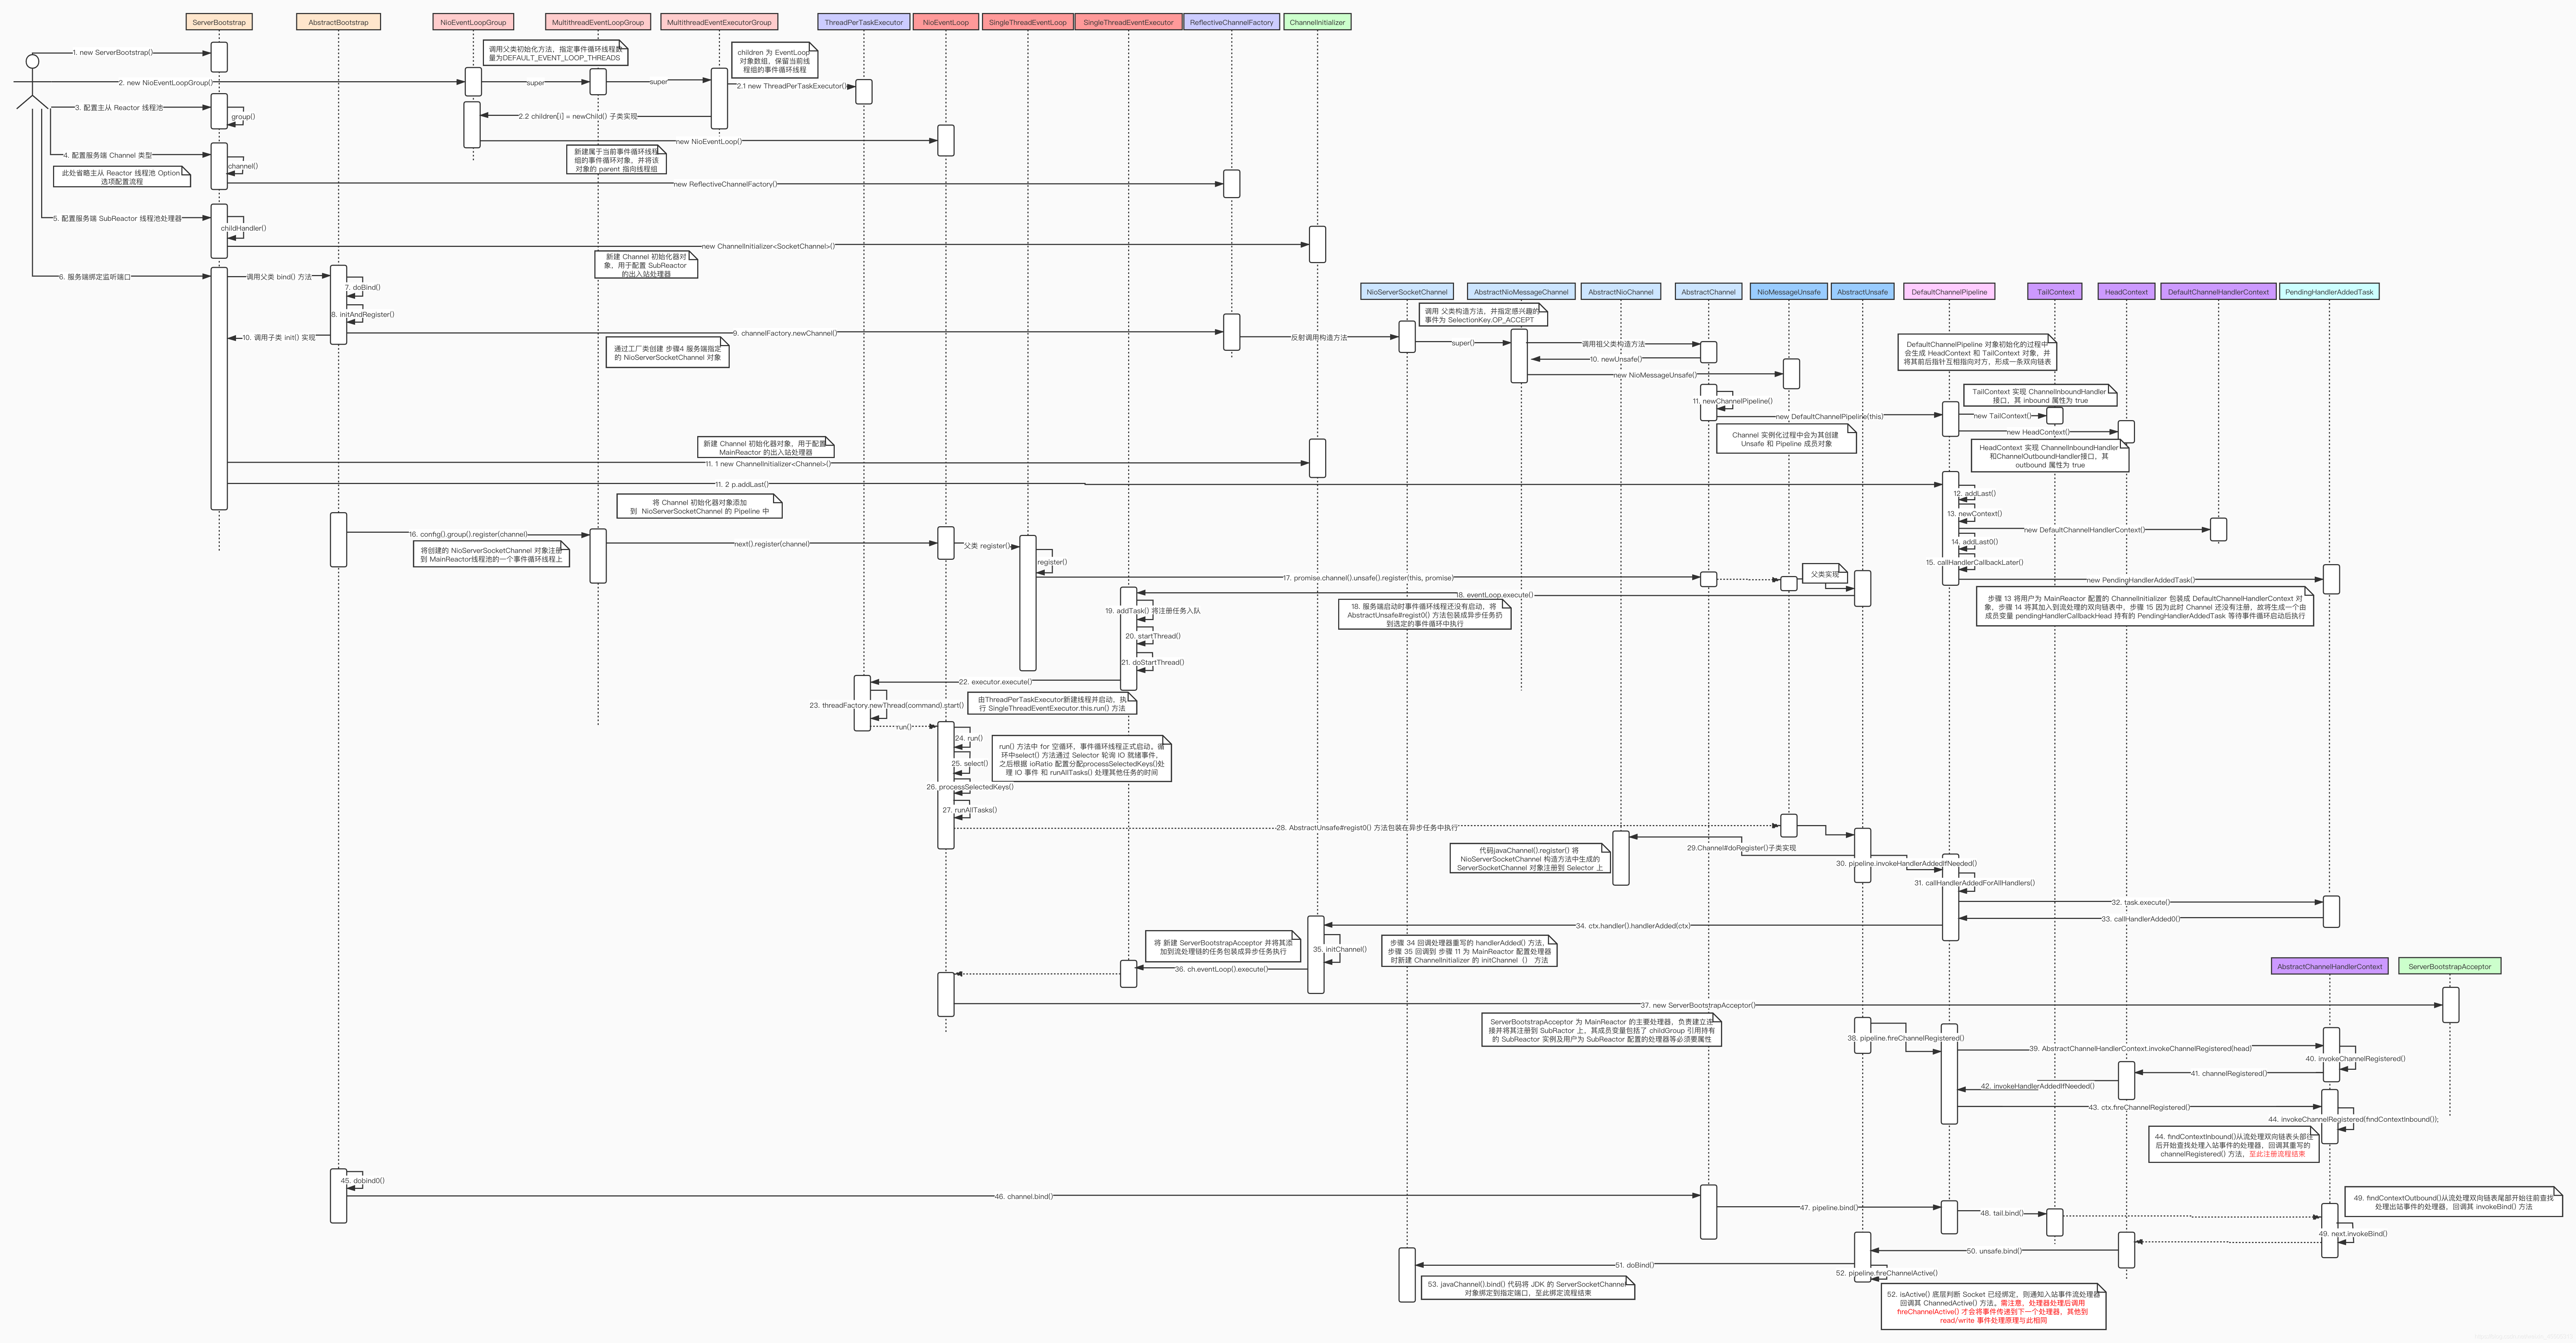 ServerBootstrap
AbstractBootstrap
NioEventLoopGroup
MultithreadEventLoopGroup
MultithreadEventExecutorGroup
ThreadPerTaskExecutor
NioEventLoop
SingleThreadEventLoop
SingleThreadEventExecutor
ReflectiveChannelFactory
ChannelInitializer
1. new ServerBootstrap()
调用父类初始化方法，指定事件循环线程数
量为DEFAULT_EVENT_LOOP_THREADS
children 为 EventLoop
对象数组，保留当前线
程组的事件循环线程
2. new NioEventLoopGroup()
super
super
2.1 new ThreadPerTaskExecutor()
3. 配置主从 Reactor 线程池
group()
2.2 children[i] = newChild() 子类实现
new NioEventLoop()
4. 配置服务端 Channel 类型
channel()
新建属于当前事件循环线程
组的事件循环对象，并将该
对象的 parent 指向线程组
此处省略主从 Reactor 线程池 Option
选项配置流程
new ReflectiveChannelFactory()
5. 配置服务端 SubReactor 线程池处理器
childHandler()
new ChannelInitializer<SocketChannel>()
新建 Channel 初始化器对
象，用于配置 SubReactor
的出入站处理器
6. 服务端绑定监听端口
调用父类 bind() 方法
7. doBind()
8. initAndRegister()
NioServerSocketChannel
AbstractNioMessageChannel
AbstractNioChannel
AbstractChannel
NioMessageUnsafe
AbstractUnsafe
DefaultChannelPipeline
TailContext
HeadContext
DefaultChannelHandlerContext
PendingHandlerAddedTask
调用 父类构造方法，并指定感兴趣的
事件为 SelectionKey.OP_ACCEPT
9. channelFactory.newChannel()
10. 调用子类 init() 实现
反射调用构造方法
super()
调用祖父类构造方法
通过工厂类创建 步骤4 服务端指定
的 NioServerSocketChannel 对象
10. newUnsafe()
new NioMessageUnsafe()
DefaultChannelPipeline 对象初始化的过程中
会生成 HeadContext 和 TailContext 对象，并
将其前后指针互相指向对方，形成一条双向链表
11. newChannelPipeline()
new DefaultChannelPipeline(this)
TailContext 实现 ChannelInboundHandler
接口，其 inbound 属性为 true
new TailContext()
new HeadContext()
Channel 实例化过程中会为其创建
Unsafe 和 Pipeline 成员对象
HeadContext 实现 ChannelInboundHandler
和ChannelOutboundHandler接口，其
outbound 属性为 true
新建 Channel 初始化器对象，用于配置
MainReactor 的出入站处理器
11. 1 new ChannelInitializer<Channel>()
11. 2 p.addLast()
将 Channel 初始化器对象添加
到  NioServerSocketChannel 的 Pipeline 中
12. addLast()
13. newContext()
new DefaultChannelHandlerContext()
14. addLast0()
15. callHandlerCallbackLater()
new PendingHandlerAddedTask()
16. config().group().register(channel)
将创建的 NioServerSocketChannel 对象注册
到 MainReactor线程池的一个事件循环线程上
next().register(channel)
父类 register()
register()
17. promise.channel().unsafe().register(this, promise)
父类实现
18. eventLoop.execute()
18. 服务端启动时事件循环线程还没有启动，将
AbstractUnsafe#regist0() 方法包装成异步任务扔
到选定的事件循环中执行
步骤 13 将用户为 MainReactor 配置的 ChannelInitializer 包装成 DefaultChannelHandlerContext 对
象，步骤 14 将其加入到流处理的双向链表中，步骤 15 因为此时 Channel 还没有注册，故将生成一个由
成员变量 pendingHandlerCallbackHead 持有的 PendingHandlerAddedTask 等待事件循环启动后执行
19. addTask() 将注册任务入队
20. startThread()
21. doStartThread()
22. executor.execute()
23. threadFactory.newThread(command).start()
由ThreadPerTaskExecutor新建线程并启动，执
行 SingleThreadEventExecutor.this.run() 方法
run()
24. run()
25. select()
26. processSelectedKeys()
27. runAllTasks()
run() 方法中 for 空循环，事件循环线程正式启动。循
环中select() 方法通过 Selector 轮询 IO 就绪事件，
之后根据 ioRatio 配置分配processSelectedKeys()处
理 IO 事件 和 runAllTasks() 处理其他任务的时间
28. AbstractUnsafe#regist0() 方法包装在异步任务中执行
29.Channel#doRegister()子类实现
代码javaChannel().register() 将
NioServerSocketChannel 构造方法中生成的
ServerSocketChannel 对象注册到 Selector 上
30. pipeline.invokeHandlerAddedIfNeeded()
31. callHandlerAddedForAllHandlers()
32. task.execute()
33. callHandlerAdded0()
34. ctx.handler().handlerAdded(ctx)
35. initChannel()
将 新建 ServerBootstrapAcceptor 并将其添
加到流处理链的任务包装成异步任务执行
步骤 34 回调处理器重写的 handlerAdded() 方法，
步骤 35 回调到 步骤 11 为 MainReactor 配置处理器
时新建 ChannelInitializer 的 initChannel（） 方法
36. ch.eventLoop().execute()
AbstractChannelHandlerContext
ServerBootstrapAcceptor
37. new ServerBootstrapAcceptor()
ServerBootstrapAcceptor 为 MainReactor 的主要处理器，负责建立连
接并将其注册到 SubRactor 上，其成员变量包括了 childGroup 引用持有
的 SubReactor 实例及用户为 SubReactor 配置的处理器等必须要属性
38. pipeline.fireChannelRegistered()
39. AbstractChannelHandlerContext.invokeChannelRegistered(head)
40. invokeChannelRegistered()
41. channelRegistered()
42. invokeHandlerAddedIfNeeded()
43. ctx.fireChannelRegistered()
44. invokeChannelRegistered(findContextInbound());
44. findContextInbound()从流处理双向链表头部往
后开始查找处理入站事件的处理器，回调其重写的
channelRegistered() 方法，至此注册流程结束
45. dobind0()
46. channel.bind()
47. pipeline.bind()
48. tail.bind()
49. findContextOutbound()从流处理双向链表尾部开始往前查找
处理出站事件的处理器，回调其 invokeBind() 方法
49. next.invokeBind()
50. unsafe.bind()
51. doBind()
52. pipeline.fireChannelActive()
53. javaChannel().bind() 代码将 JDK 的 ServerSocketChannel
对象绑定到指定端口，至此绑定流程结束
52. isActive() 底层判断 Socket 已经绑定，则通知入站事件流处理器
回调其 ChannedActive() 方法。需注意，处理器处理后调用
fireChannelActive() 才会将事件传递到下一个处理器，其他到
read/write 事件处理原理与此相同